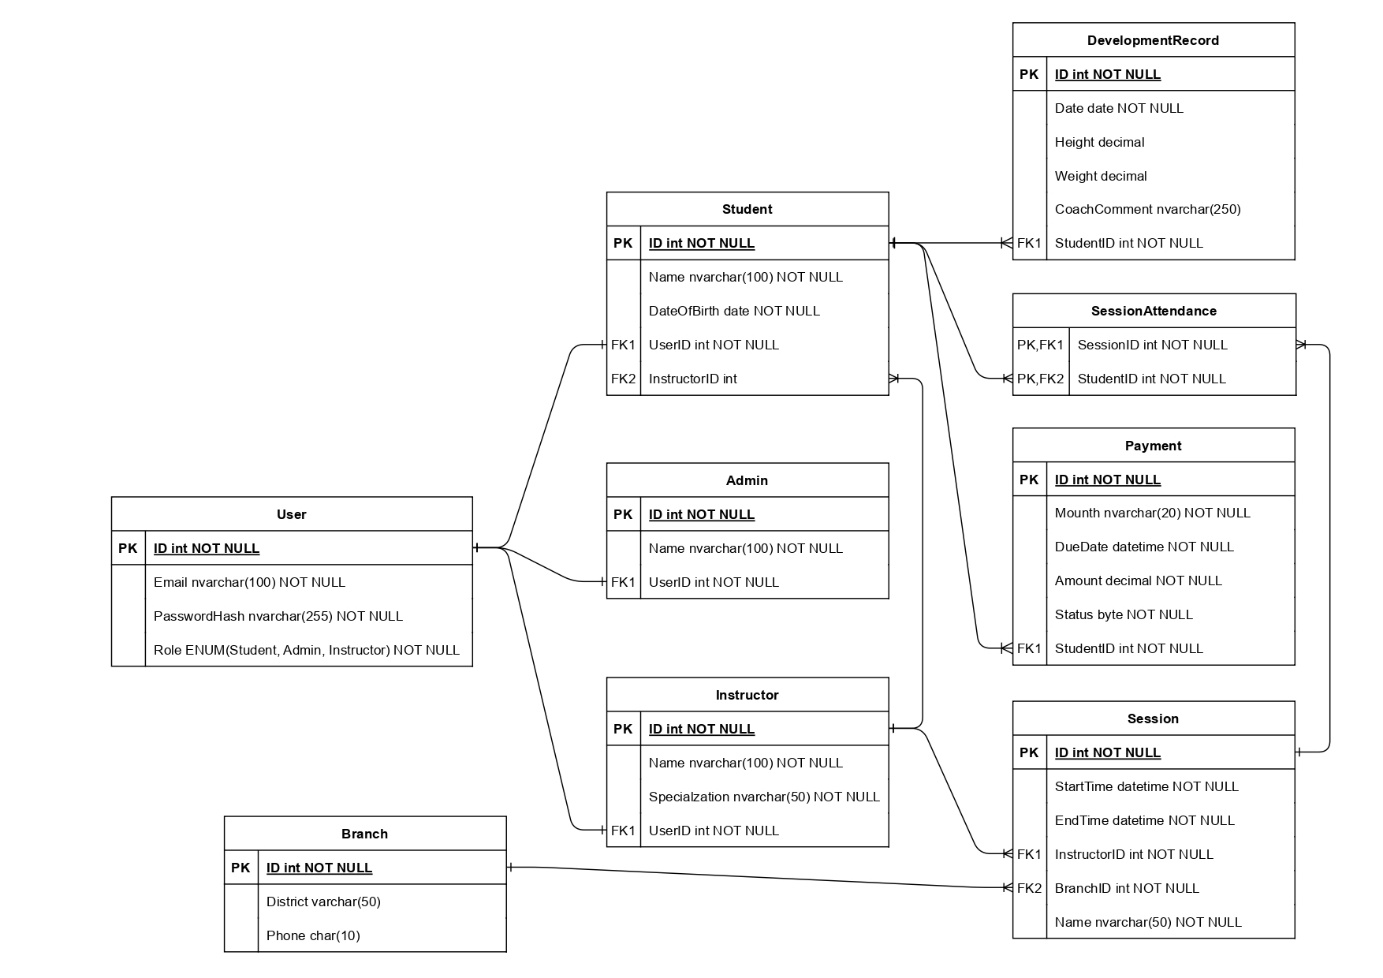 DevelopmentRecord
PK ID int NOT NULL
Date date NOT NULL
Height decimal
Weight decimal
CoachComment nvarchar(250)
FK1 StudentID int NOT NULL
Student
PK ID int NOT NULL
Name nvarchar(100) NOT NULL
DateOfBirth date NOT NULL
FK1 UserID int NOT NULL
FK2 InstructorID int
SessionAttendance
PK,FK1 SessionID int NOT NULL
PK,FK2 StudentID int NOT NULL
Admin
PK ID int NOT NULL
Name nvarchar(100) NOT NULL
FK1 UserID int NOT NULL
Payment
PK ID int NOT NULL
Mounth nvarchar(20) NOT NULL
DueDate datetime NOT NULL
Amount decimal NOT NULL
Status byte NOT NULL
FK1 StudentID int NOT NULL
User
PK ID int NOT NULL
Email nvarchar(100) NOT NULL
PasswordHash nvarchar(255) NOT NULL
Role ENUM(Student, Admin, Instructor) NOT NULL
Instructor
PK ID int NOT NULL
Name nvarchar(100) NOT NULL
Specialzation nvarchar(50) NOT NULL
FK1 UserID int NOT NULL
Session
PK ID int NOT NULL
StartTime datetime NOT NULL
EndTime datetime NOT NULL
FK1 InstructorID int NOT NULL
FK2 BranchID int NOT NULL
Name nvarchar(50) NOT NULL
Branch
PK ID int NOT NULL
District varchar(50)
Phone char(10)